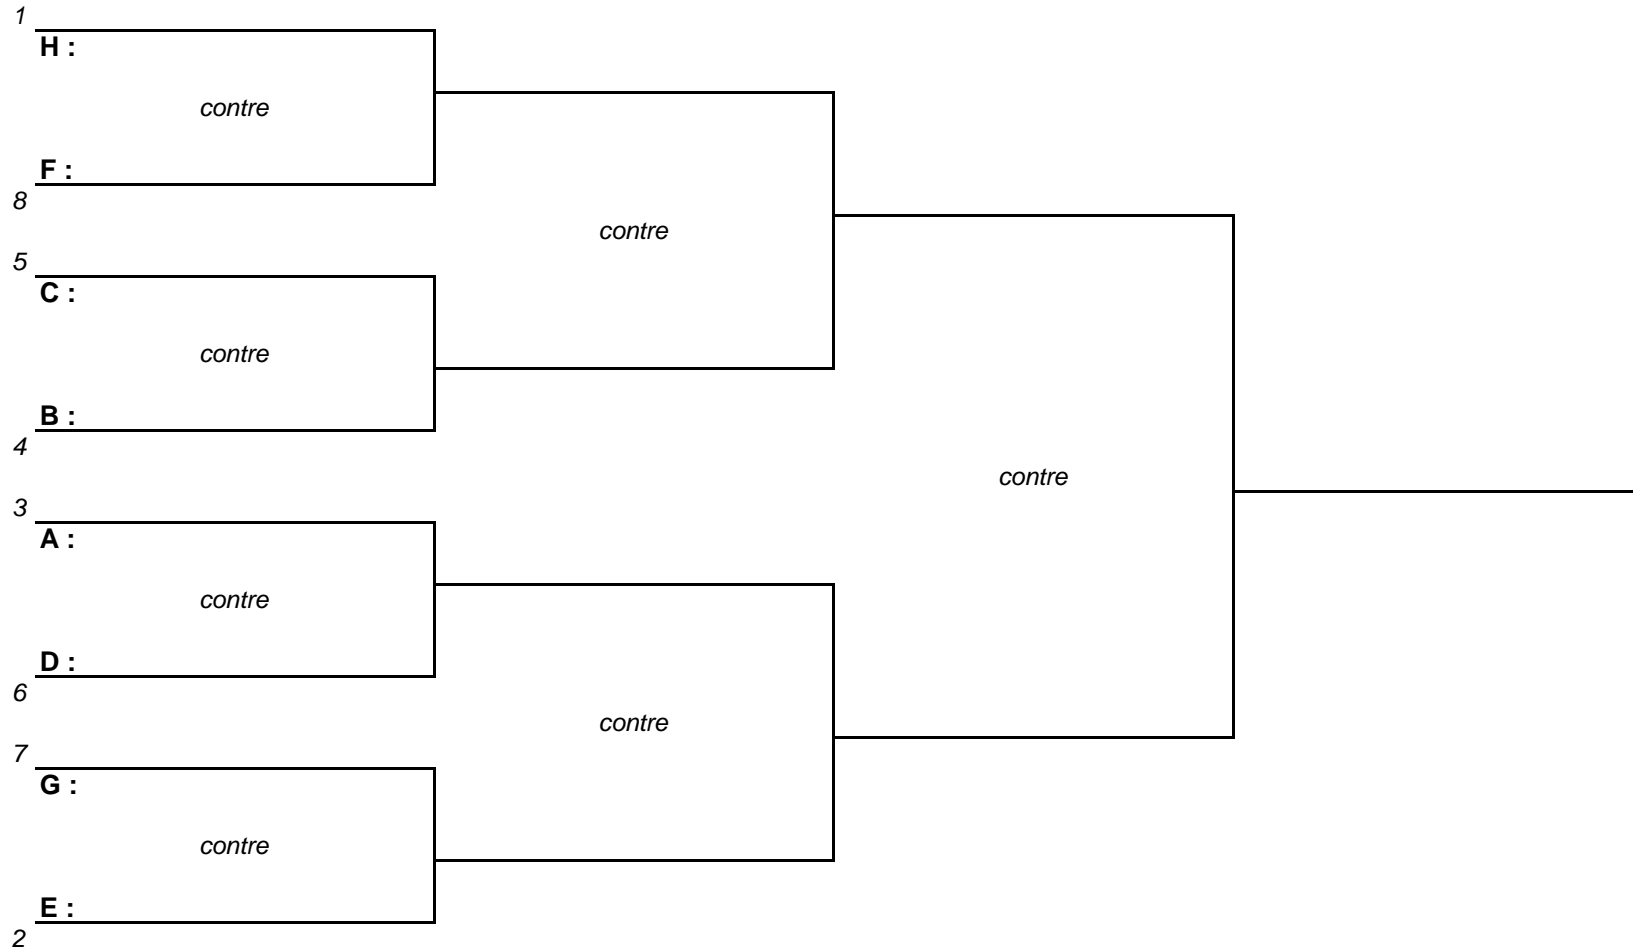 1
H :
contre
F :
8
contre
5
C :
contre
B :
4
contre
3
A :
contre
D :
6
contre
7
G :
contre
E :
2